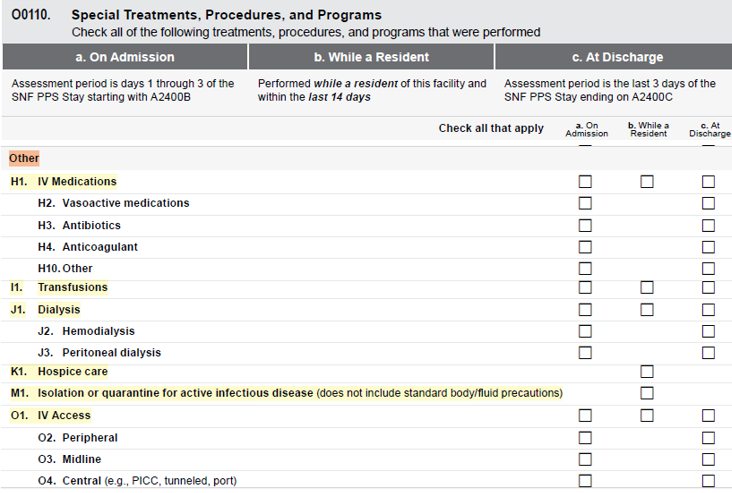 O0110. Special Treatments, Procedures, and Programs
Check all of the following treatments, procedures, and programs that were performed
a. On Admission b. While a Resident c. At Discharge
Assessment period is days 1 through 3 of the
SNF PPS Stay starting with A2400B
Performed while a resident of this facility and
within the last 14 days
Assessment period is the last 3 days of the
SNF PPS Stay ending on A2400C
Check all that apply
a. On
Admission
b. While a
Resident
c. At
Discharge
Other
H1. IV Medications
H2. Vasoactive medications
H3. Antibiotics
H4. Anticoagulant
H10. Other
I1. Transfusions
J1. Dialysis
J2. Hemodialysis
J3. Peritoneal dialysis
K1. Hospice care
M1. Isolation or quarantine for active infectious disease (does not include standard body/fluid precautions)
O1. IV Access
O2. Peripheral
O3. Midline
O4. Central (e.g., PICC, tunneled, port)